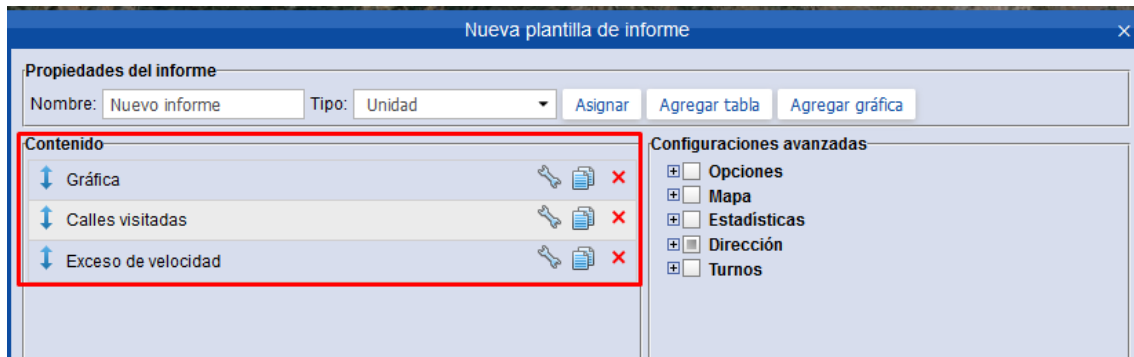 Nueva plantilla de informe
Propiedades del informe
Nombre: Nuevo informe Tipo: Unidad Asignar Agregar tabla Agregar gráfica
Contenido
Gráfica
Calles visitadas
Exceso de velocidad
Configuraciones avanzadas
Opciones
Mapa
Estadísticas
Dirección
Turnos